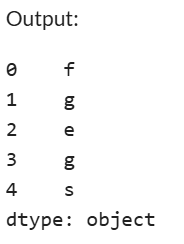 Output:
0    f
1    g
2    e
3    g
4    s
dtype: object